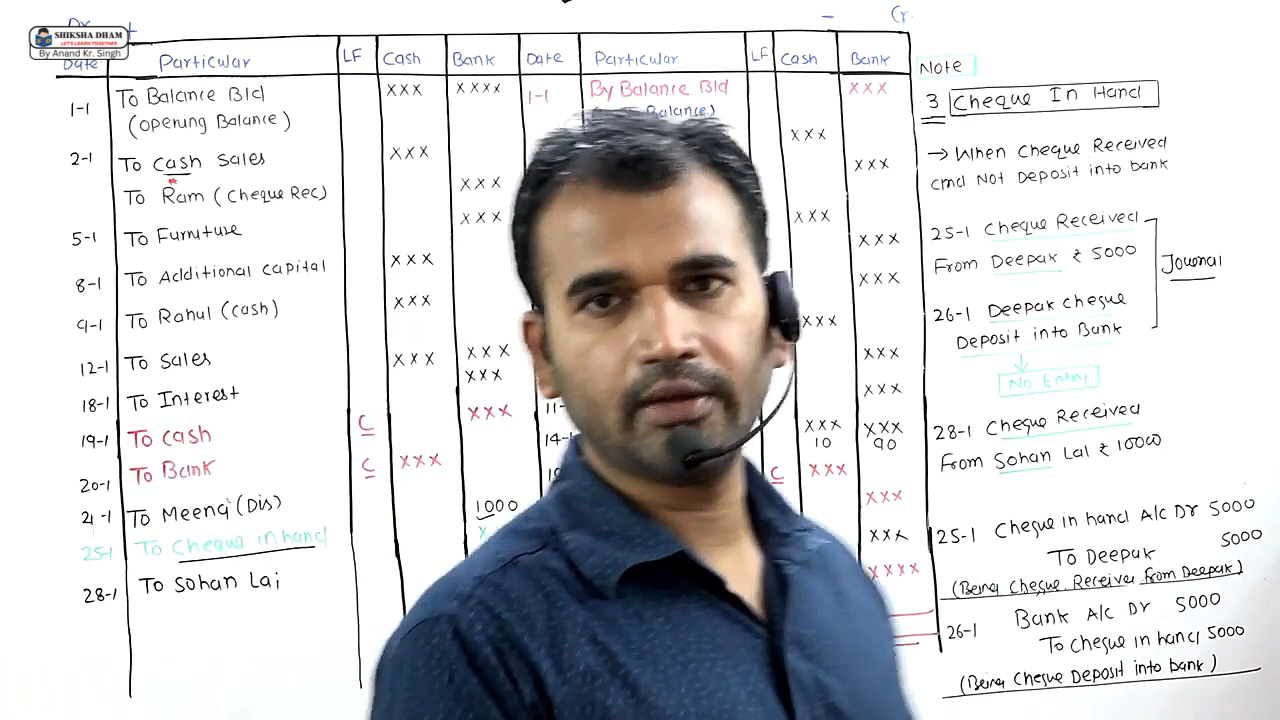 SHIKSHA DHAM
LET'S LEARN TOGETHER
By Anand Kr. Singh
Cr.
Date Particular LF Cash Bank Date Particular LF Cash Bank
1-1 To Balance Bld xxx xxxx 1-1 By Balance Bld xxx
(opening Balance) Balance) xxx
2-1 To cash Sales xxx xxx
To Ram (Cheque Rec) xxx
5-1 To Furniture xxx xxx xxx
8-1 To Additional capital xxx xxx
9-1 To Rahul (cash) xxx xxx
12-1 To Sales xxx xxx xxx
18-1 To Interest xxx xxx
19-1 To cash C xxx 11- xxx xxx
14-1 10 90
20-1 To Bank C xxx C xxx
21-1 To Meena (Dis) 1000 xxx
25-1 To Cheque in hand xxx
28-1 To Sohan Lal xxxx
Note
3 Cheque In Hand
→ When Cheque Received
and Not Deposit into bank
25-1 Cheque Received
From Deepak ₹ 5000
26-1 Deepak Cheque
Deposit into Bank
Journal
No Entry
28-1 Cheque Received
From Sohan Lal ₹ 10000
25-1 Cheque in hand A/c Dr 5000
To Deepak 5000
(Being Cheque Received From Deepak)
26-1 Bank A/c Dr 5000
To Cheque in hand 5000
(Being Cheque Deposit into bank)